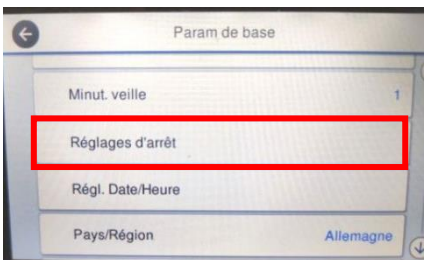 Param de base
Minut. veille 1
Réglages d'arrêt
Régl. Date/Heure
Pays/Région Allemagne